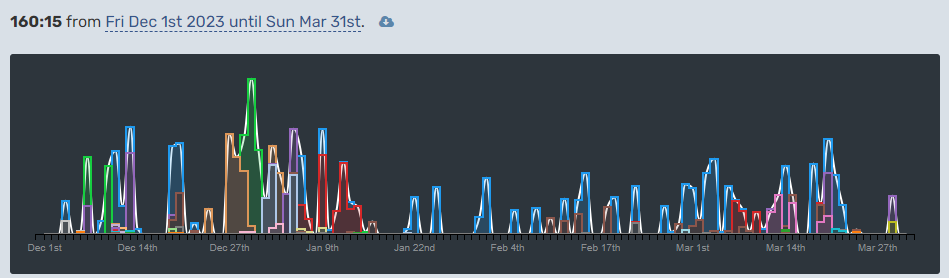 160:15 from Fri Dec 1st 2023 until Sun Mar 31st.
Dec 1st Dec 14th Dec 27th Jan 9th Jan 22nd Feb 4th Feb 17th Mar 1st Mar 14th Mar 27th